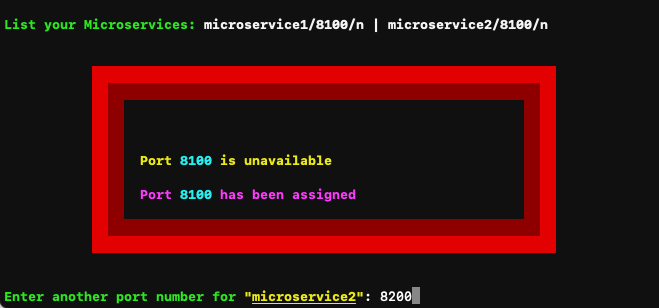 List your Microservices: microservice1/8100/n | microservice2/8100/n
Port 8100 is unavailable
Port 8100 has been assigned
Enter another port number for "microservice2": 8200